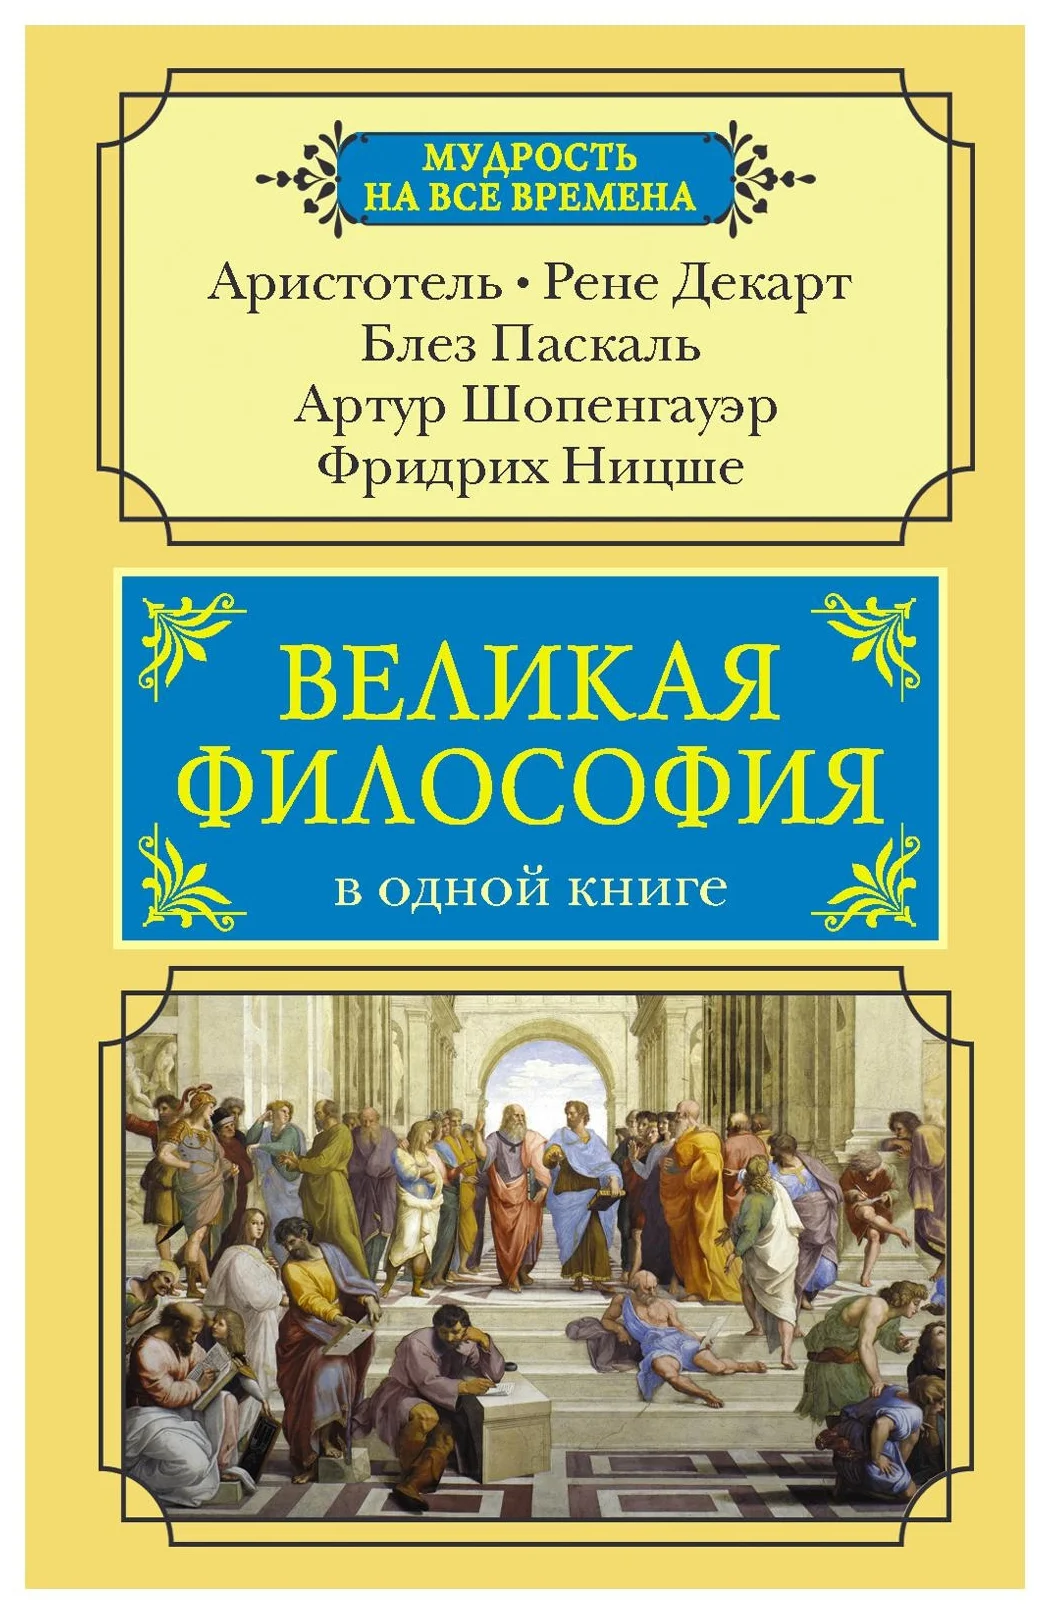 МУДРОСТЬ
НА ВСЕ ВРЕМЕНА
Аристотель • Рене Декарт
Блез Паскаль
Артур Шопенгауэр
Фридрих Ницше
ВЕЛИКАЯ
ФИЛОСОФИЯ
в одной книге